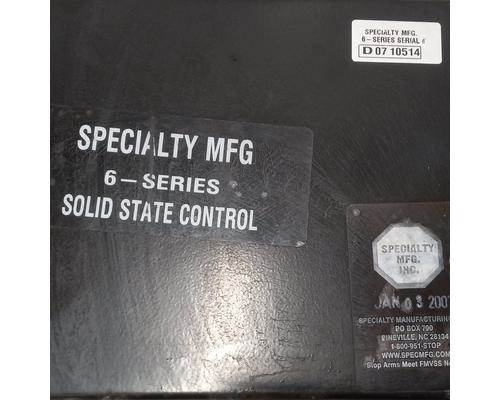 SPECIALTY MFG.
6-SERIES SERIAL #
D 07 10514
SPECIALTY MFG
6-SERIES
SOLID STATE CONTROL
SPECIALTY
MFG.
INC.
JAN 03 2007
SPECIALTY MANUFACTURING
PO BOX 790
PINEVILLE, NC 28134
1-800-951-STOP
WWW.SPECMFG.COM
Stop Arms Meet FMVSS